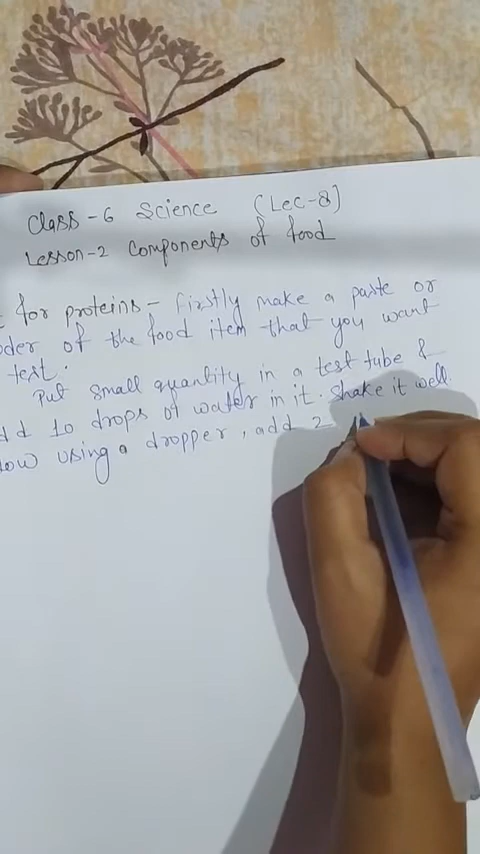 Class-6 Science (Lec-8)
Lesson-2 Components of food
for proteins - Firstly make a paste or
oder of the food item that you want
test.
Put small quantity in a test tube &
dd 10 drops of water in it. Shake it well.
ow using a dropper, add 2